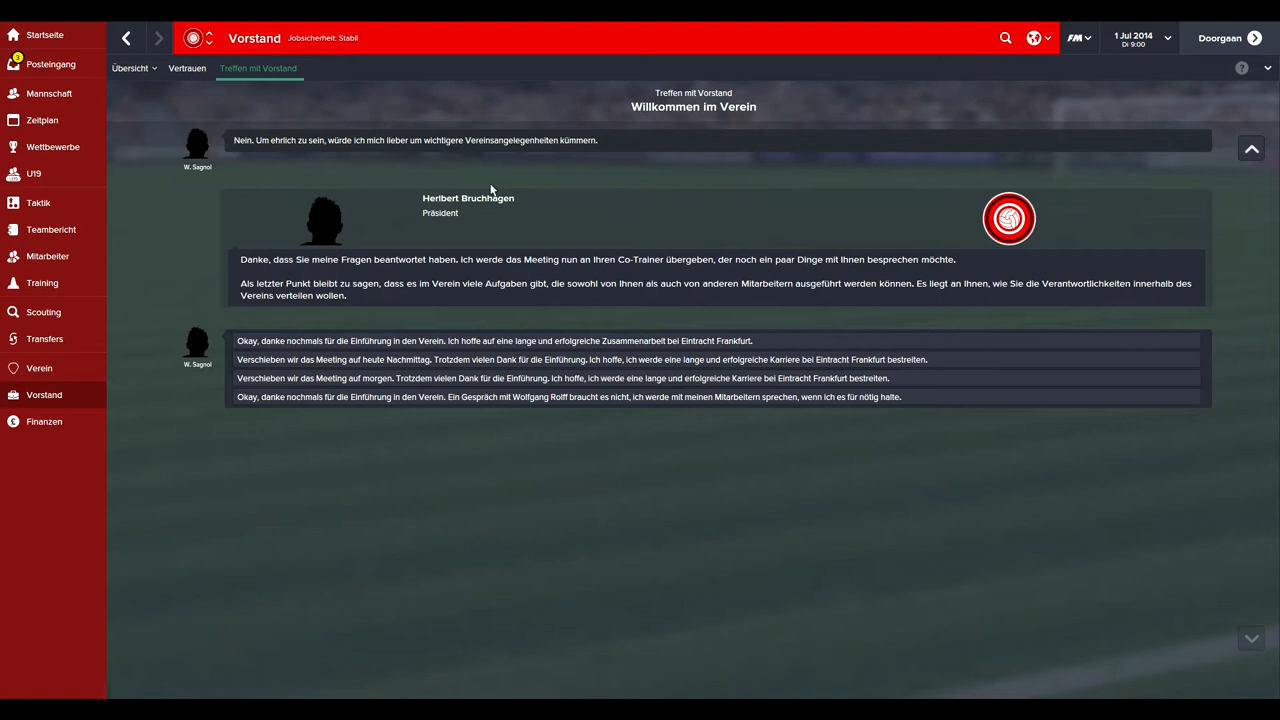 Startseite
3
Posteingang
Mannschaft
Zeitplan
Wettbewerbe
U19
Taktik
Teambericht
Mitarbeiter
Training
Scouting
Transfers
Verein
Vorstand
Finanzen
Vorstand
Jobsicherheit: Stabil
FM
1 Jul 2014
Di 9:00
Doorgaan
Übersicht
Vertrauen
Treffen mit Vorstand
?
Treffen mit Vorstand
Willkommen im Verein
Nein. Um ehrlich zu sein, würde ich mich lieber um wichtigere Vereinsangelegenheiten kümmern.
W. Sagnol
Heribert Bruchhagen
Präsident
Danke, dass Sie meine Fragen beantwortet haben. Ich werde das Meeting nun an Ihren Co-Trainer übergeben, der noch ein paar Dinge mit Ihnen besprechen möchte.
Als letzter Punkt bleibt zu sagen, dass es im Verein viele Aufgaben gibt, die sowohl von Ihnen als auch von anderen Mitarbeitern ausgeführt werden können. Es liegt an Ihnen, wie Sie die Verantwortlichkeiten innerhalb des
Vereins verteilen wollen.
Okay, danke nochmals für die Einführung in den Verein. Ich hoffe auf eine lange und erfolgreiche Zusammenarbeit bei Eintracht Frankfurt.
W. Sagnol
Verschieben wir das Meeting auf heute Nachmittag. Trotzdem vielen Dank für die Einführung. Ich hoffe, ich werde eine lange und erfolgreiche Karriere bei Eintracht Frankfurt bestreiten.
Verschieben wir das Meeting auf morgen. Trotzdem vielen Dank für die Einführung. Ich hoffe, ich werde eine lange und erfolgreiche Karriere bei Eintracht Frankfurt bestreiten.
Okay, danke nochmals für die Einführung in den Verein. Ein Gespräch mit Wolfgang Rolff braucht es nicht, ich werde mit meinen Mitarbeitern sprechen, wenn ich es für nötig halte.